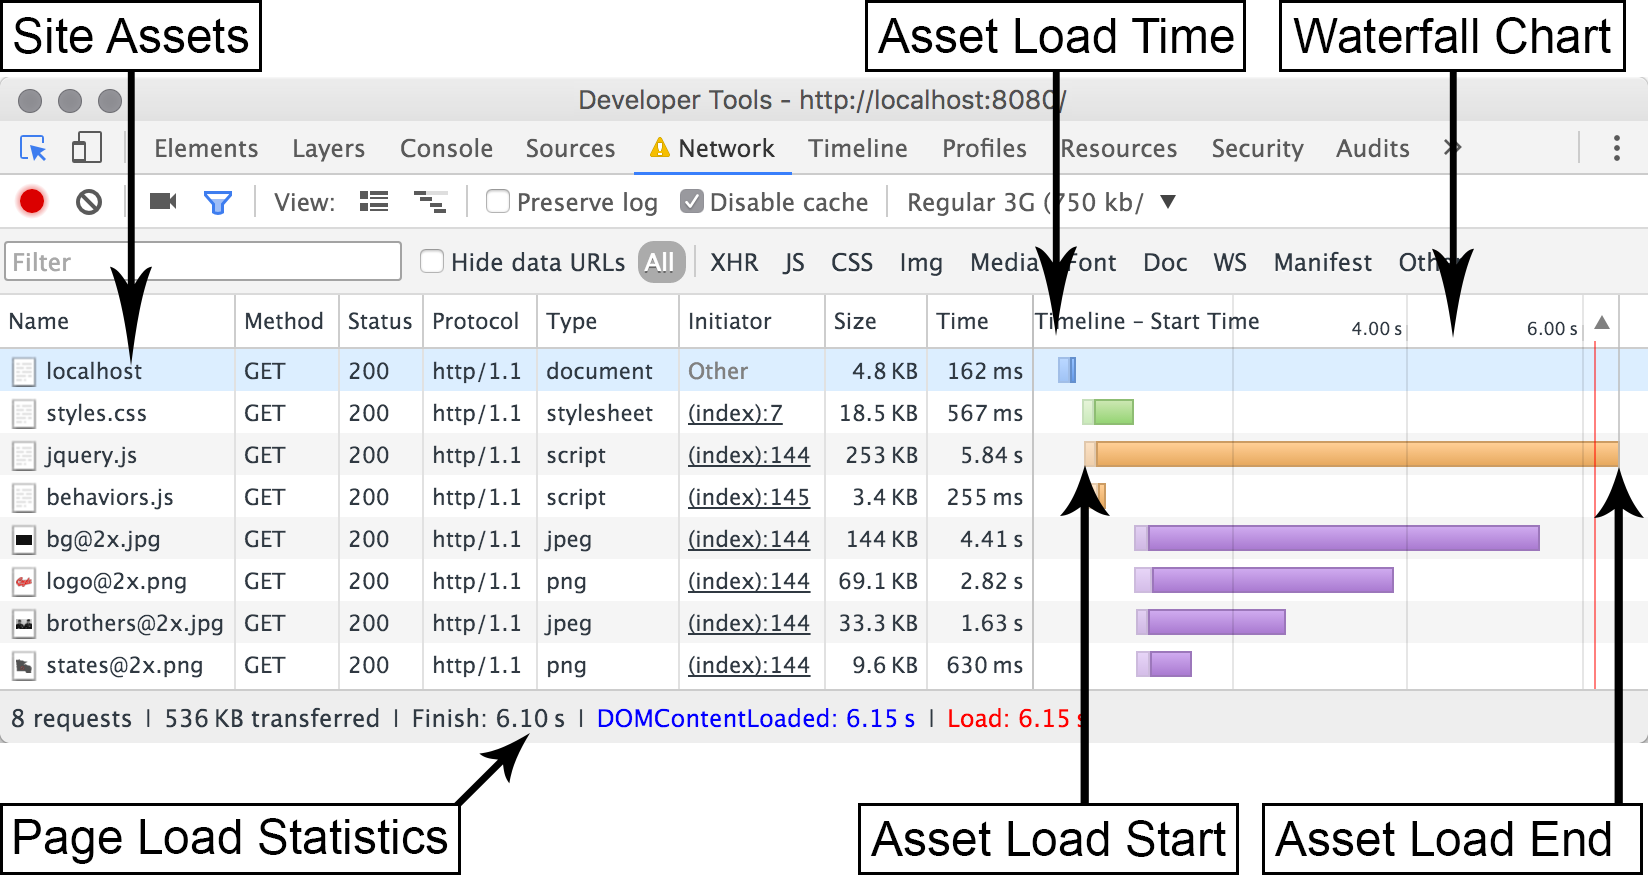 Site Assets
Asset Load Time
Waterfall Chart
Developer Tools - http://localhost:8080/
Elements Layers Console Sources Network Timeline Profiles Resources Security Audits »
View: Preserve log Disable cache Regular 3G (750 kb/ ▼
Filter Hide data URLs All XHR JS CSS Img Media Font Doc WS Manifest
Name Method Status Protocol Type Initiator Size Time Timeline – Start Time 4.00 s 6.00 s ▲
localhost GET 200 http/1.1 document Other 4.8 KB 162 ms
styles.css GET 200 http/1.1 stylesheet (index):7 18.5 KB 567 ms
jquery.js GET 200 http/1.1 script (index):144 253 KB 5.84 s
behaviors.js GET 200 http/1.1 script (index):145 3.4 KB 255 ms
bg@2x.jpg GET 200 http/1.1 jpeg (index):144 144 KB 4.41 s
logo@2x.png GET 200 http/1.1 png (index):144 69.1 KB 2.82 s
brothers@2x.jpg GET 200 http/1.1 jpeg (index):144 33.3 KB 1.63 s
states@2x.png GET 200 http/1.1 png (index):144 9.6 KB 630 ms
8 requests | 536 KB transferred | Finish: 6.10 s | DOMContentLoaded: 6.15 s | Load: 6.15 s
Page Load Statistics
Asset Load Start
Asset Load End